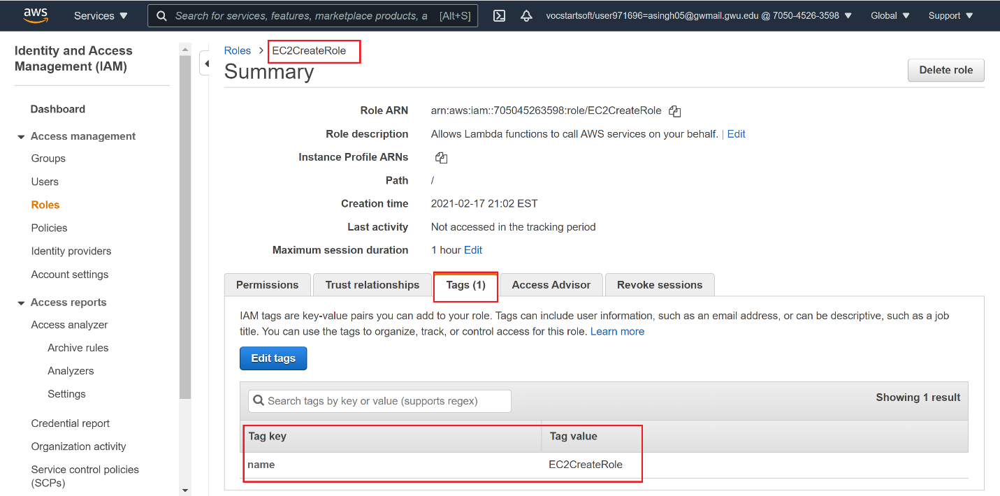 aws
Services
Search for services, features, marketplace products, a [Alt+S]
vocstartsoft/user971696=asingh05@gwmail.gwu.edu @ 7050-4526-3598
Global
Support
Identity and Access
Management (IAM)
Dashboard
Access management
Groups
Users
Roles
Policies
Identity providers
Account settings
Access reports
Access analyzer
Archive rules
Analyzers
Settings
Credential report
Organization activity
Service control policies
(SCPs)
Roles > EC2CreateRole
Summary
Delete role
Role ARN arn:aws:iam::705045263598:role/EC2CreateRole
Role description Allows Lambda functions to call AWS services on your behalf. | Edit
Instance Profile ARNs
Path /
Creation time 2021-02-17 21:02 EST
Last activity Not accessed in the tracking period
Maximum session duration 1 hour Edit
Permissions Trust relationships Tags (1) Access Advisor Revoke sessions
IAM tags are key-value pairs you can add to your role. Tags can include user information, such as an email address, or can be descriptive, such as a job
title. You can use the tags to organize, track, or control access for this role. Learn more
Edit tags
Search tags by key or value (supports regex)
Showing 1 result
Tag key Tag value
name EC2CreateRole